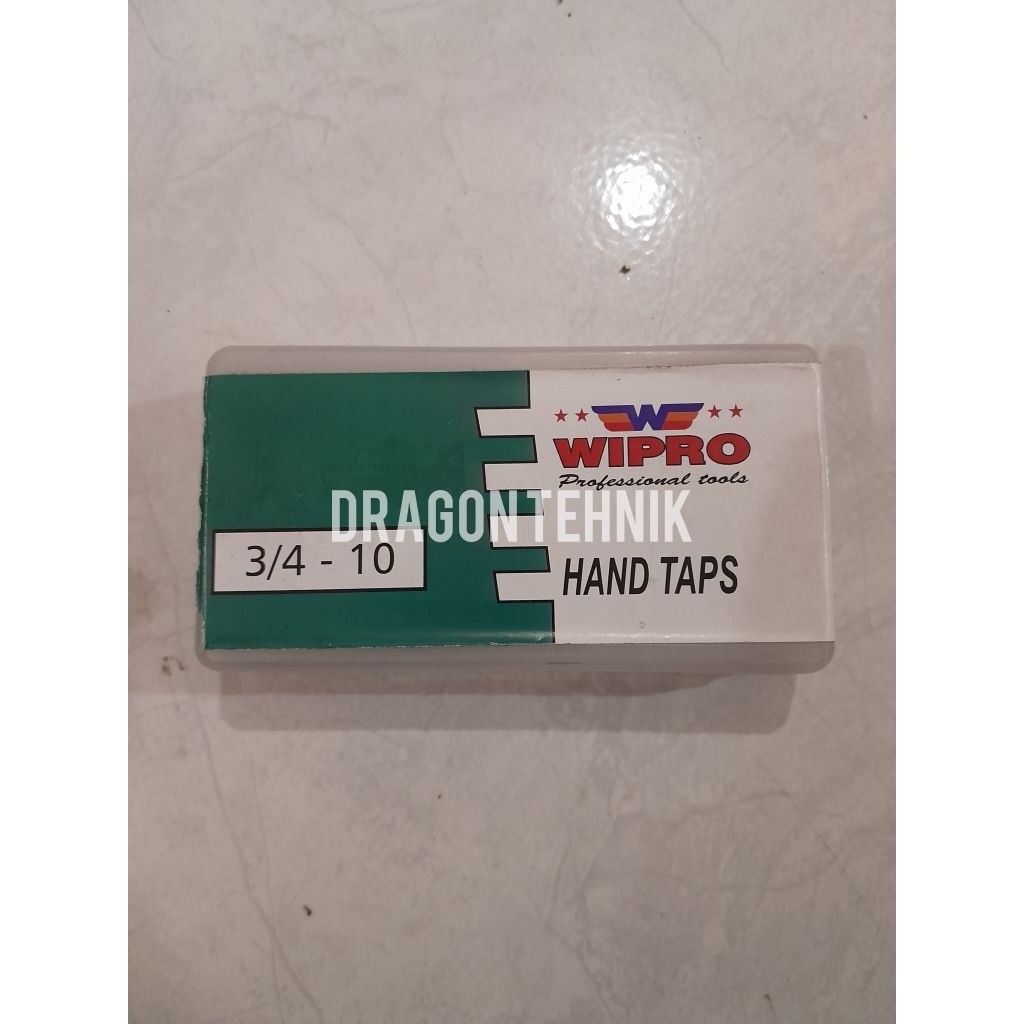 W
WIPRO
Professional tools
DRAGON TEHNIK
3/4 - 10
HAND TAPS